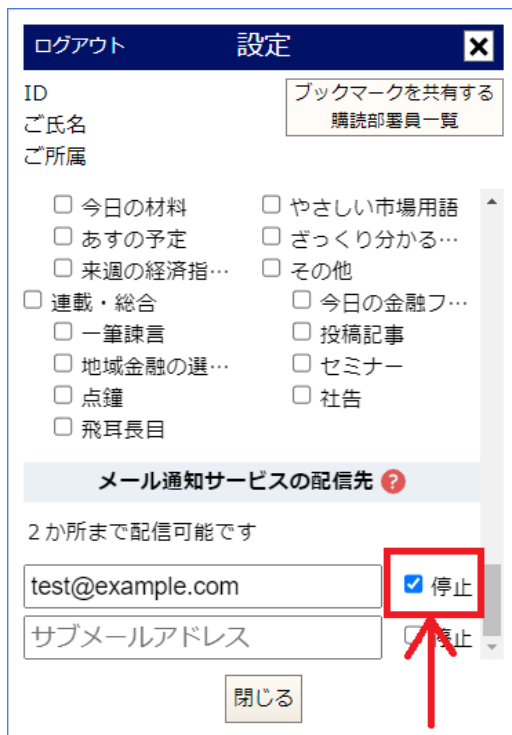 ログアウト 設定
ID
ご氏名
ご所属
ブックマークを共有する
購読部署員一覧
今日の材料 やさしい市場用語
あすの予定 ざっくり分かる…
来週の経済指… その他
連載・総合 今日の金融フ…
一筆諫言 投稿記事
地域金融の選… セミナー
点鐘 社告
飛耳長目
メール通知サービスの配信先 ?
2か所まで配信可能です
test@example.com 停止
サブメールアドレス 停止
閉じる